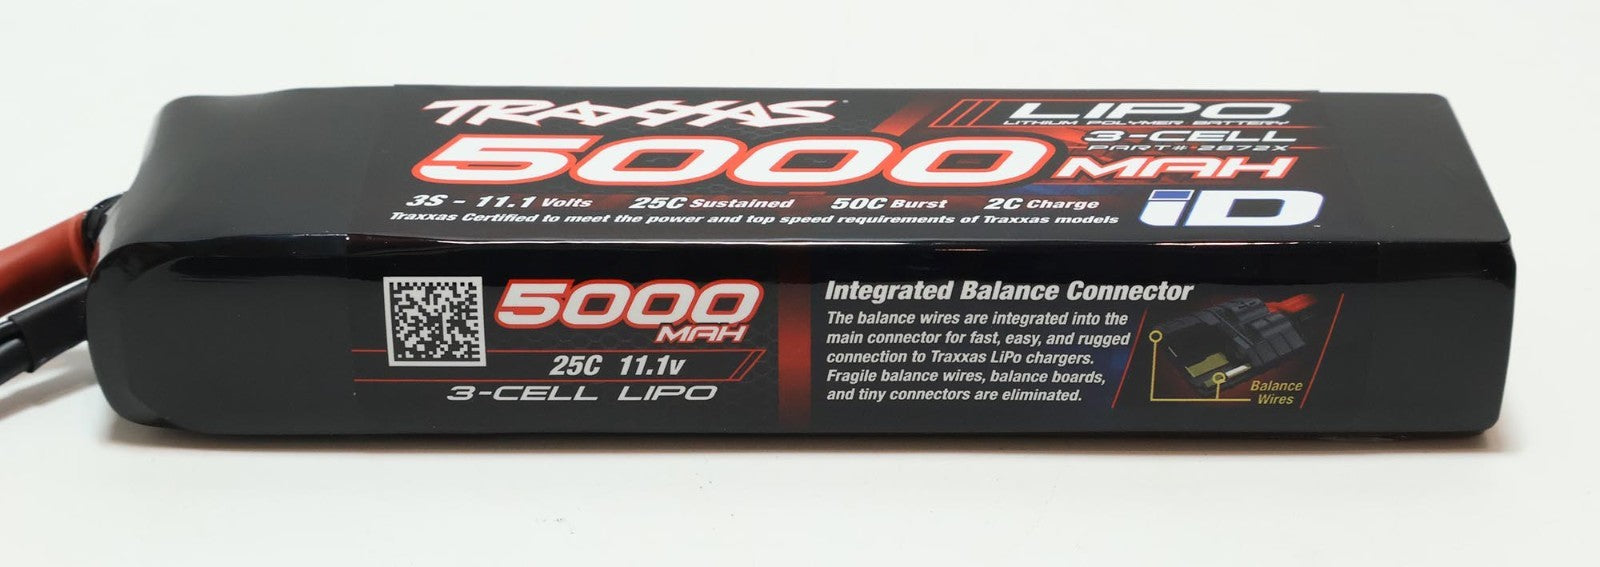 TRAXXAS
LIPO
LITHIUM POLYMER BATTERY
3-CELL
PART# 2872X
5000 MAH
iD
3S - 11.1 Volts 25C Sustained 50C Burst 2C Charge
Traxxas Certified to meet the power and top speed requirements of Traxxas models
5000
MAH
25C 11.1v
3-CELL LIPO
Integrated Balance Connector
The balance wires are integrated into the
main connector for fast, easy, and rugged
connection to Traxxas LiPo chargers.
Fragile balance wires, balance boards,
and tiny connectors are eliminated.
Balance
Wires